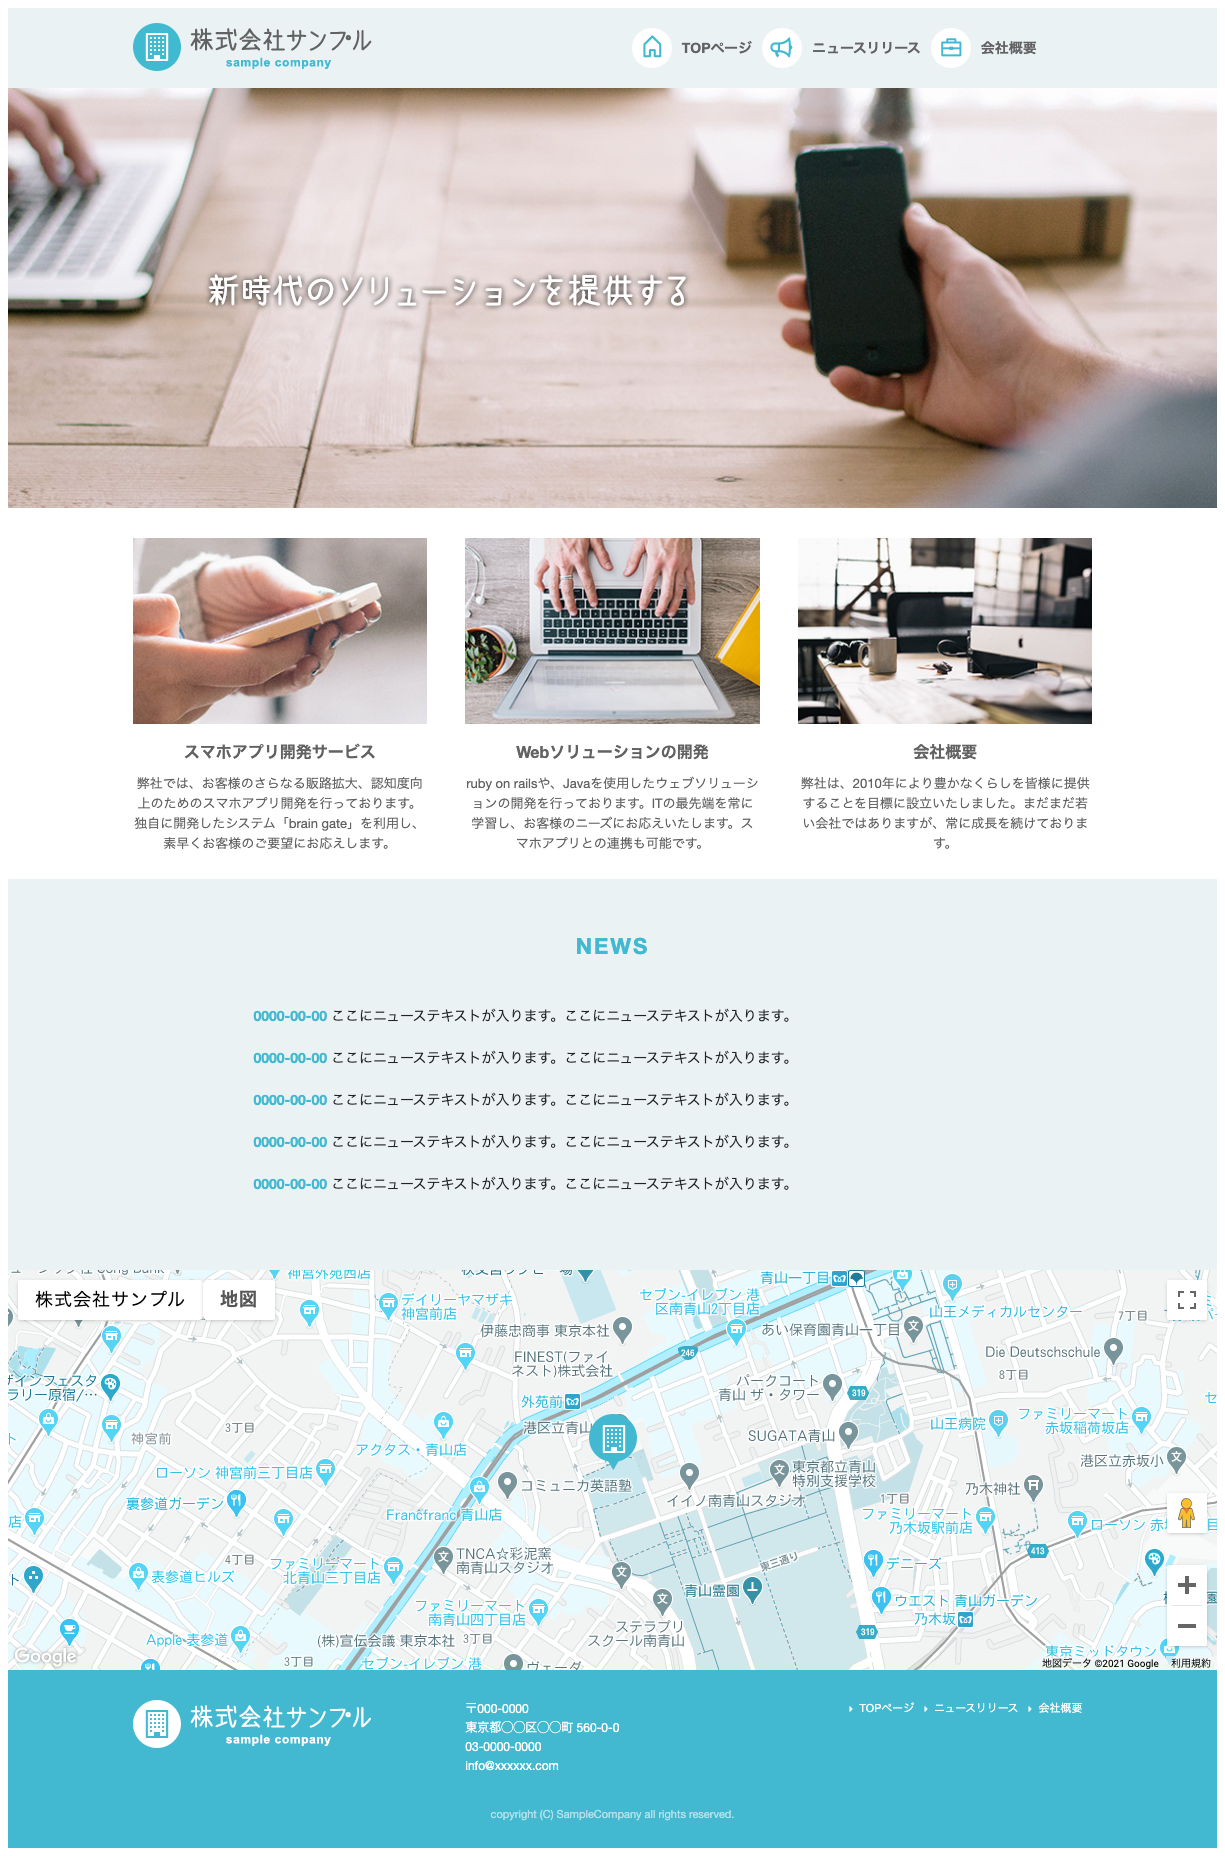 株式会社サンプル
sample company
TOPページ
ニュースリリース
会社概要
新時代のソリューションを提供する
スマホアプリ開発サービス
弊社では、お客様のさらなる販路拡大、認知度向
上のためのスマホアプリ開発を行っております。
独自に開発したシステム「brain gate」を利用し、
素早くお客様のご要望にお応えします。
Webソリューションの開発
ruby on railsや、Javaを使用したウェブソリューシ
ョンの開発を行っております。ITの最先端を常に
学習し、お客様のニーズにお応えいたします。ス
マホアプリとの連携も可能です。
会社概要
弊社は、2010年により豊かなくらしを皆様に提供
することを目標に設立いたしました。まだまだ若
い会社ではありますが、常に成長を続けておりま
す。
NEWS
0000-00-00 ここにニューステキストが入ります。ここにニューステキストが入ります。
0000-00-00 ここにニューステキストが入ります。ここにニューステキストが入ります。
0000-00-00 ここにニューステキストが入ります。ここにニューステキストが入ります。
0000-00-00 ここにニューステキストが入ります。ここにニューステキストが入ります。
0000-00-00 ここにニューステキストが入ります。ここにニューステキストが入ります。
株式会社サンプル
地図
神宮外苑西店
デイリーヤマザキ
神宮前店
伊藤忠商事 東京本社
FINEST(ファイ
ネスト)株式会社
外苑前
港区立青山
セブン-イレブン 港
区南青山2丁目店
青山一丁目
あい保育園青山一丁目
山王メディカルセンター
7丁目
Die Deutschschule
8丁目
246
パークコート
青山 ザ・タワー
319
SUGATA青山
山王病院
ファミリーマート
赤坂稲荷坂店
港区立赤坂小
ザインフェスタ
ラリー原宿/…
3丁目
神宮前
アクタス・青山店
ローソン 神宮前三丁目店
裏参道ガーデン
Francfranc 青山店
コミュニカ英語塾
イイノ南青山スタジオ
東京都立青山
特別支援学校
1丁目
乃木神社
ファミリーマート
乃木坂駅前店
ローソン 赤
413
店
4丁目
表参道ヒルズ
ファミリーマート
北青山三丁目店
TNCA☆彩泥窯
南青山スタジオ
東三通り
青山霊園
デニーズ
ウエスト 青山ガーデン
乃木坂
319
ファミリーマート
南青山四丁目店
ステラプリ
スクール南青山
Apple 表参道
(株)宣伝会議 東京本社
3丁目
3丁目
セブン-イレブン 港
ヴェーダ
東京ミッドタウン
Google
地図データ ©2021 Google
利用規約
株式会社サンプル
sample company
〒000-0000
東京都〇〇区〇〇町 560-0-0
03-0000-0000
info@xxxxxx.com
TOPページ
ニュースリリース
会社概要
copyright (C) SampleCompany all rights reserved.